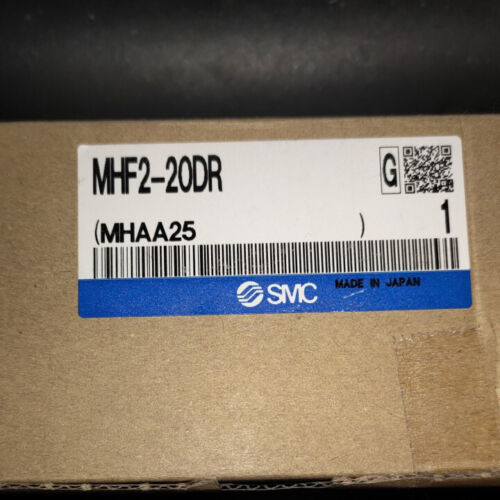 MHF2-20DR
G
(MHAA25 )
1
SMC
MADE IN JAPAN